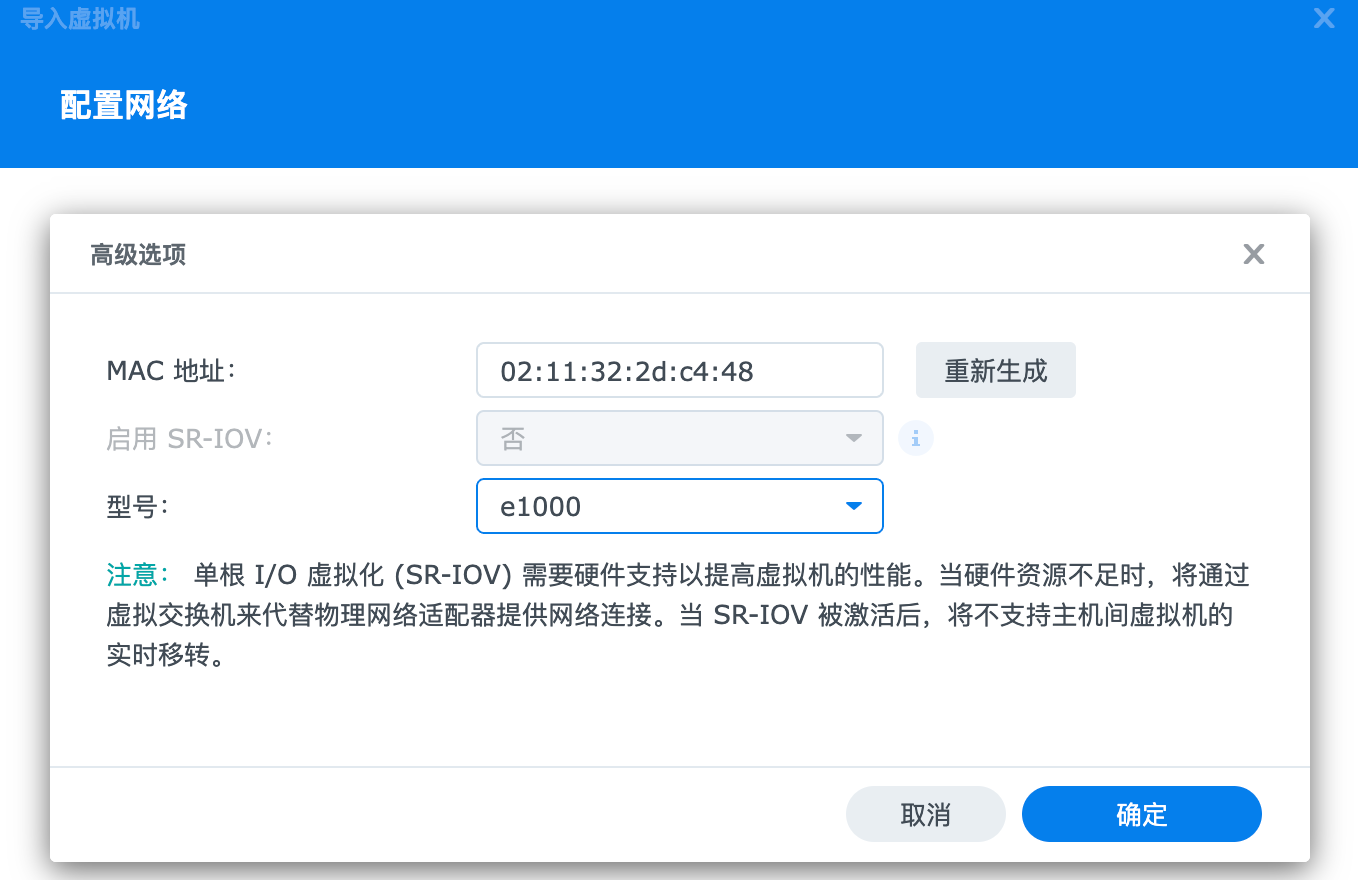 导入虚拟机
配置网络
高级选项
MAC 地址：
02:11:32:2d:c4:48
重新生成
启用 SR-IOV：
否
i
型号：
e1000
注意： 单根 I/O 虚拟化 (SR-IOV) 需要硬件支持以提高虚拟机的性能。当硬件资源不足时，将通过
虚拟交换机来代替物理网络适配器提供网络连接。当 SR-IOV 被激活后，将不支持主机间虚拟机的
实时移转。
取消
确定